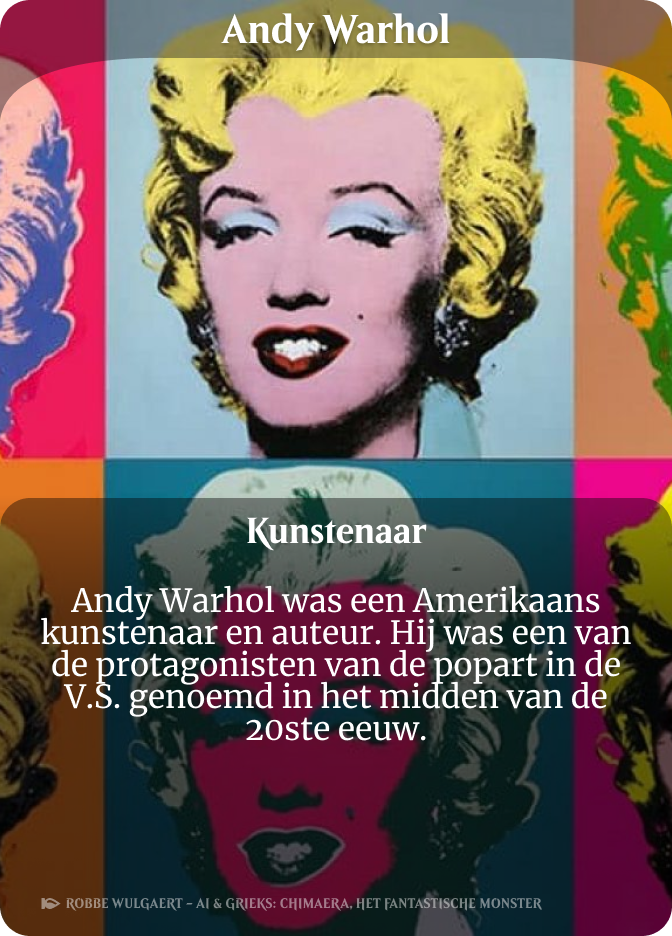 Andy Warhol
Kunstenaar
Andy Warhol was een Amerikaans
kunstenaar en auteur. Hij was een van
de protagonisten van de popart in de
V.S. genoemd in het midden van de
20ste eeuw.
ROBBE WULGAERT – AI & GRIEKS: CHIMAERA, HET FANTASTISCHE MONSTER